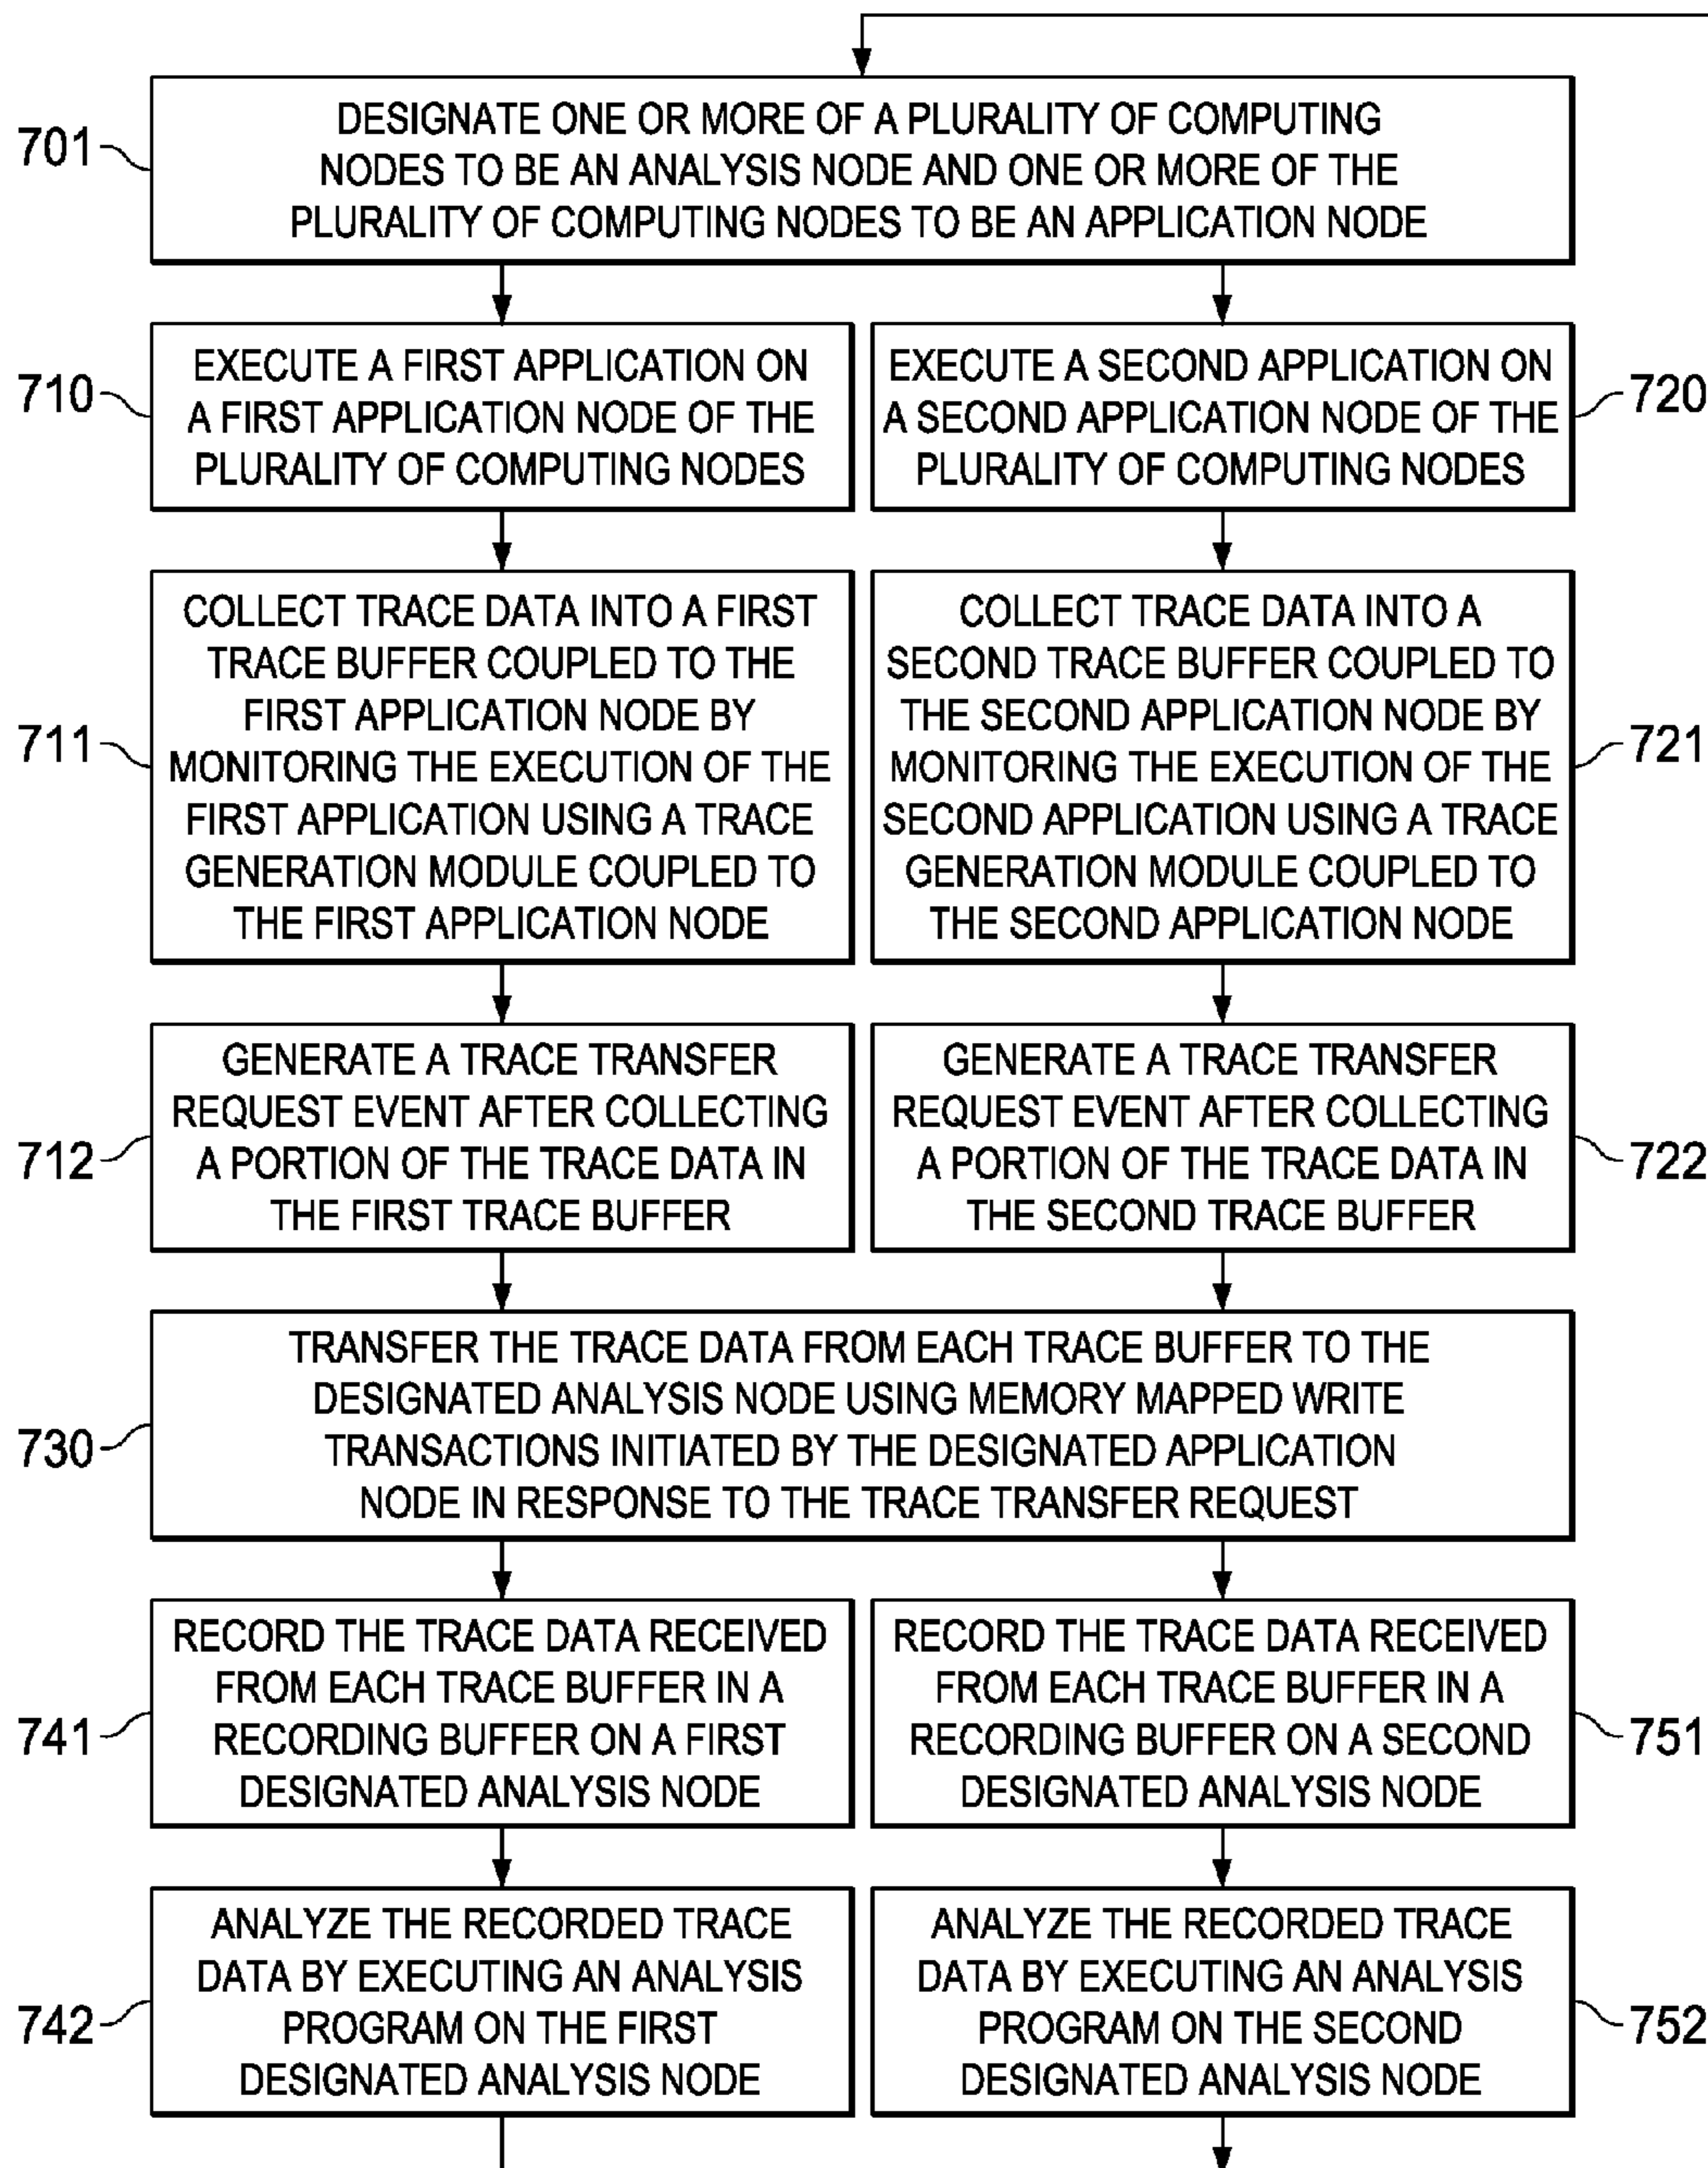 701
DESIGNATE ONE OR MORE OF A PLURALITY OF COMPUTING
NODES TO BE AN ANALYSIS NODE AND ONE OR MORE OF THE
PLURALITY OF COMPUTING NODES TO BE AN APPLICATION NODE
710
EXECUTE A FIRST APPLICATION ON
A FIRST APPLICATION NODE OF THE
PLURALITY OF COMPUTING NODES
EXECUTE A SECOND APPLICATION ON
A SECOND APPLICATION NODE OF THE
PLURALITY OF COMPUTING NODES
720
711
COLLECT TRACE DATA INTO A FIRST
TRACE BUFFER COUPLED TO THE
FIRST APPLICATION NODE BY
MONITORING THE EXECUTION OF THE
FIRST APPLICATION USING A TRACE
GENERATION MODULE COUPLED TO
THE FIRST APPLICATION NODE
COLLECT TRACE DATA INTO A
SECOND TRACE BUFFER COUPLED TO
THE SECOND APPLICATION NODE BY
MONITORING THE EXECUTION OF THE
SECOND APPLICATION USING A TRACE
GENERATION MODULE COUPLED TO
THE SECOND APPLICATION NODE
721
712
GENERATE A TRACE TRANSFER
REQUEST EVENT AFTER COLLECTING
A PORTION OF THE TRACE DATA IN
THE FIRST TRACE BUFFER
GENERATE A TRACE TRANSFER
REQUEST EVENT AFTER COLLECTING
A PORTION OF THE TRACE DATA IN
THE SECOND TRACE BUFFER
722
730
TRANSFER THE TRACE DATA FROM EACH TRACE BUFFER TO THE
DESIGNATED ANALYSIS NODE USING MEMORY MAPPED WRITE
TRANSACTIONS INITIATED BY THE DESIGNATED APPLICATION
NODE IN RESPONSE TO THE TRACE TRANSFER REQUEST
741
RECORD THE TRACE DATA RECEIVED
FROM EACH TRACE BUFFER IN A
RECORDING BUFFER ON A FIRST
DESIGNATED ANALYSIS NODE
RECORD THE TRACE DATA RECEIVED
FROM EACH TRACE BUFFER IN A
RECORDING BUFFER ON A SECOND
DESIGNATED ANALYSIS NODE
751
742
ANALYZE THE RECORDED TRACE
DATA BY EXECUTING AN ANALYSIS
PROGRAM ON THE FIRST
DESIGNATED ANALYSIS NODE
ANALYZE THE RECORDED TRACE
DATA BY EXECUTING AN ANALYSIS
PROGRAM ON THE SECOND
DESIGNATED ANALYSIS NODE
752